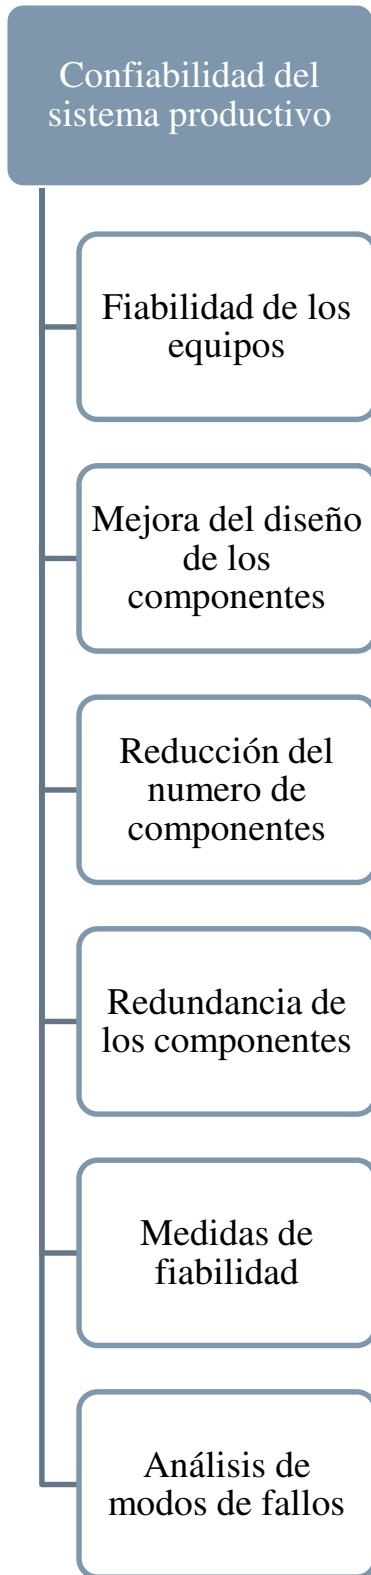 Confiabilidad del
sistema productivo
Fiabilidad de los
equipos
Mejora del diseño
de los
componentes
Reducción del
numero de
componentes
Redundancia de
los componentes
Medidas de
fiabilidad
Análisis de
modos de fallos